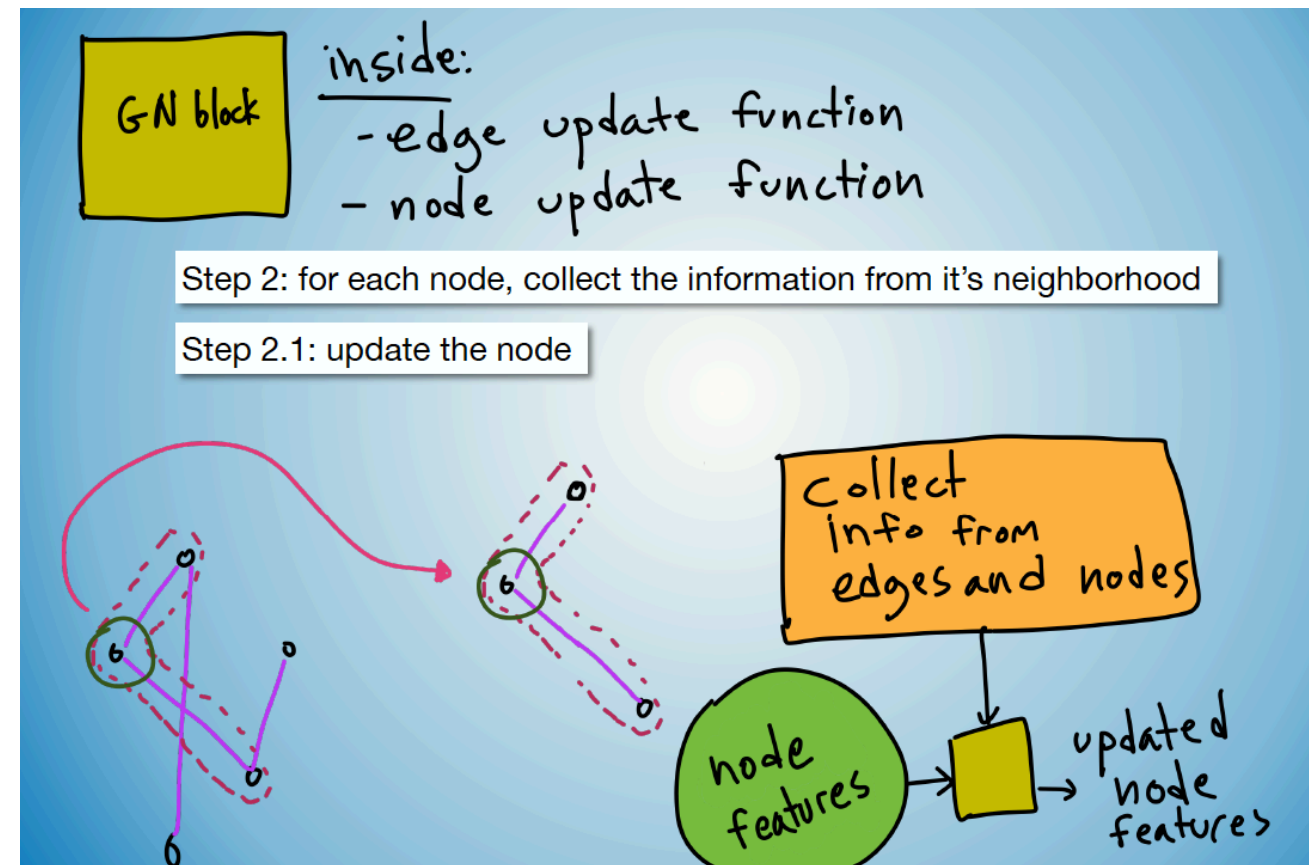 GN block
inside:
- edge update function
- node update function
Step 2: for each node, collect the information from it's neighborhood
Step 2.1: update the node
Collect
info from
edges and nodes
node
features
updated
node
features